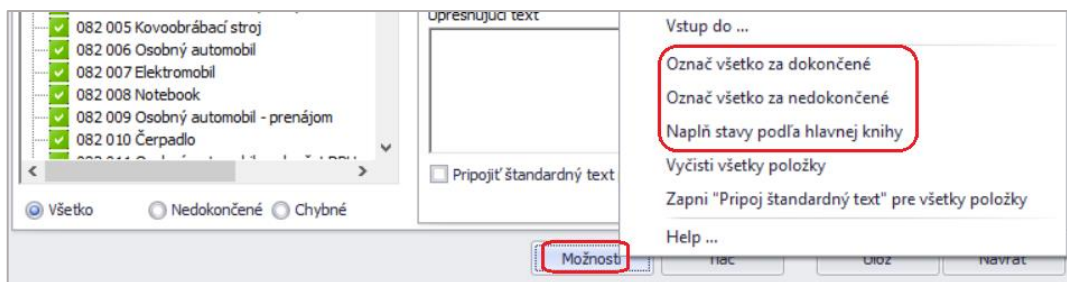 082 005 Kovoobrábací stroj
082 006 Osobný automobil
082 007 Elektromobil
082 008 Notebook
082 009 Osobný automobil - prenájom
082 010 Čerpadlo
Všetko
Nedokončené
Chybné
Upresňujúci text
Pripojiť štandardný text
Vstup do ...
Označ všetko za dokončené
Označ všetko za nedokončené
Naplň stavy podľa hlavnej knihy
Vyčisti všetky položky
Zapni "Pripoj štandardný text" pre všetky položky
Help ...
Možnosti
Tlač
Ulož
Návrat